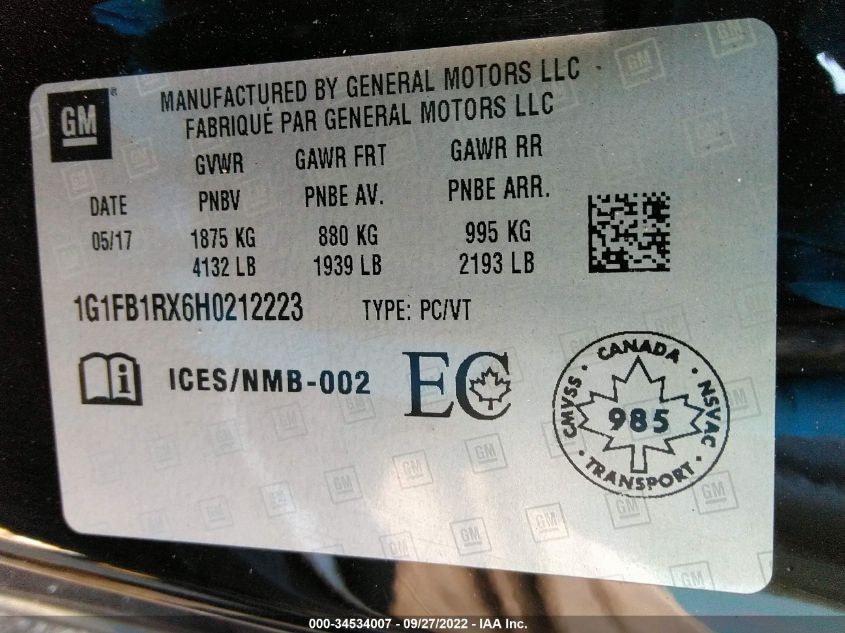 GM ®
MANUFACTURED BY GENERAL MOTORS LLC
FABRIQUÉ PAR GENERAL MOTORS LLC
GVWR GAWR FRT GAWR RR
DATE PNBV PNBE AV. PNBE ARR.
05/17 1875 KG 880 KG 995 KG
4132 LB 1939 LB 2193 LB
1G1FB1RX6H0212223 TYPE: PC/VT
i ICES/NMB-002 EC
CANADA
CMVSS 985 NSVAC
TRANSPORT
000-34534007 - 09/27/2022 - IAA Inc.